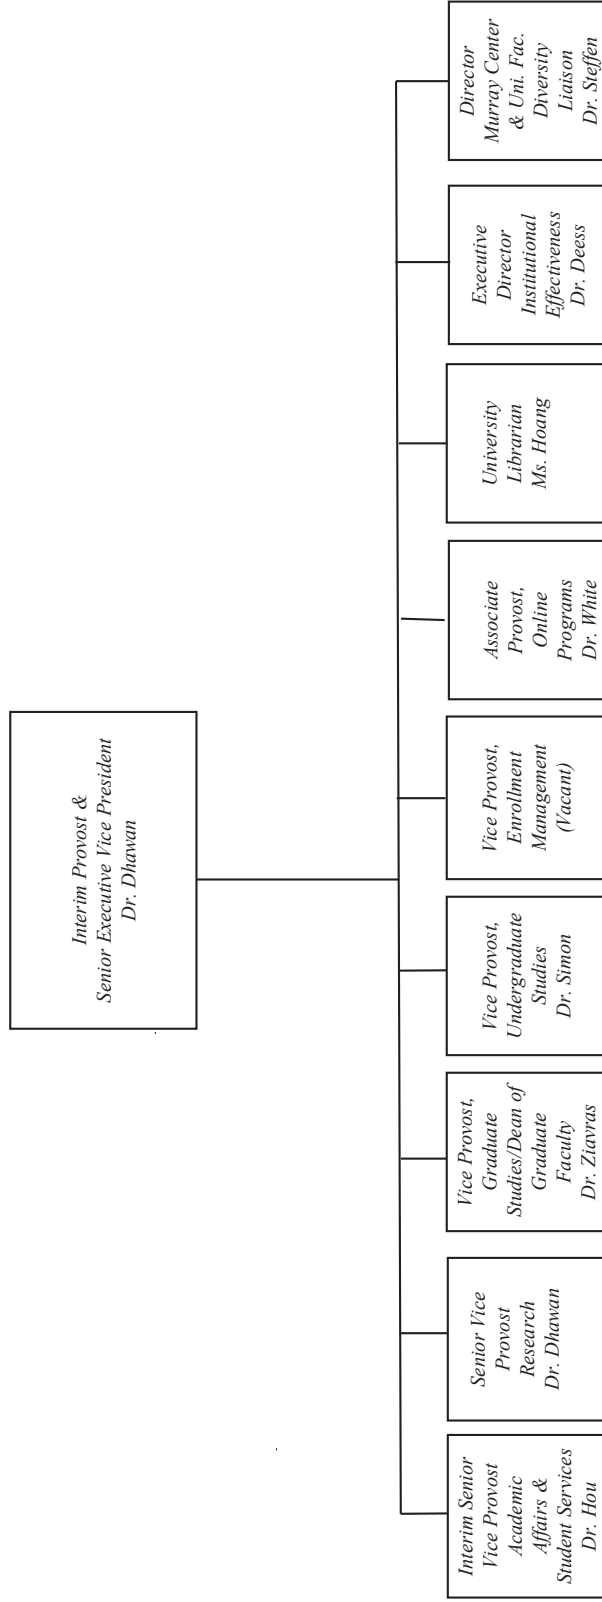 Interim Provost &
Senior Executive Vice President
Dr. Dhawan
Interim Senior
Vice Provost
Academic
Affairs &
Student Services
Dr. Hou
Senior Vice
Provost
Research
Dr. Dhawan
Vice Provost,
Graduate
Studies/Dean of
Graduate
Faculty
Dr. Ziavras
Vice Provost,
Undergraduate
Studies
Dr. Simon
Vice Provost,
Enrollment
Management
(Vacant)
Associate
Provost,
Online
Programs
Dr. White
University
Librarian
Ms. Hoang
Executive
Director
Institutional
Effectiveness
Dr. Deess
Director
Murray Center
& Uni. Fac.
Diversity
Liaison
Dr. Steffen